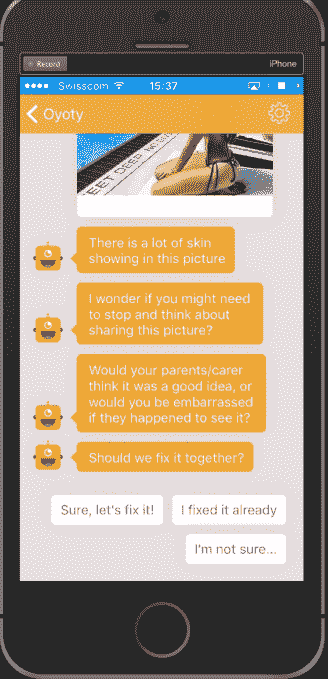 Record
iPhone
Swisscom
15:37
Oyoty
EET DEEP NO
There is a lot of skin
showing in this picture
I wonder if you might need
to stop and think about
sharing this picture?
Would your parents/carer
think it was a good idea, or
would you be embarrassed
if they happened to see it?
Should we fix it together?
Sure, let's fix it!
I fixed it already
I'm not sure...